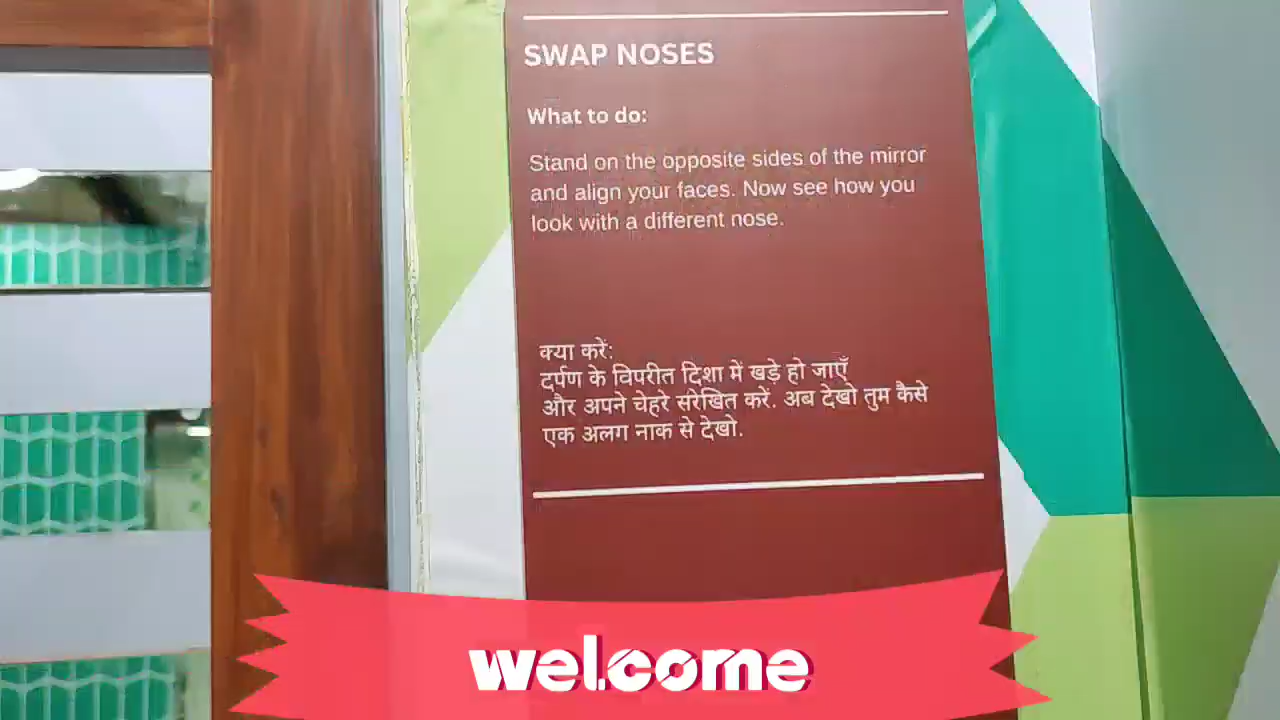 SWAP NOSES
What to do:
Stand on the opposite sides of the mirror
and align your faces. Now see how you
look with a different nose.
क्या करें:
दर्पण के विपरीत दिशा में खड़े हो जाएँ
और अपने चेहरे संरेखित करें. अब देखो तुम कैसे
एक अलग नाक से देखो.
welcome